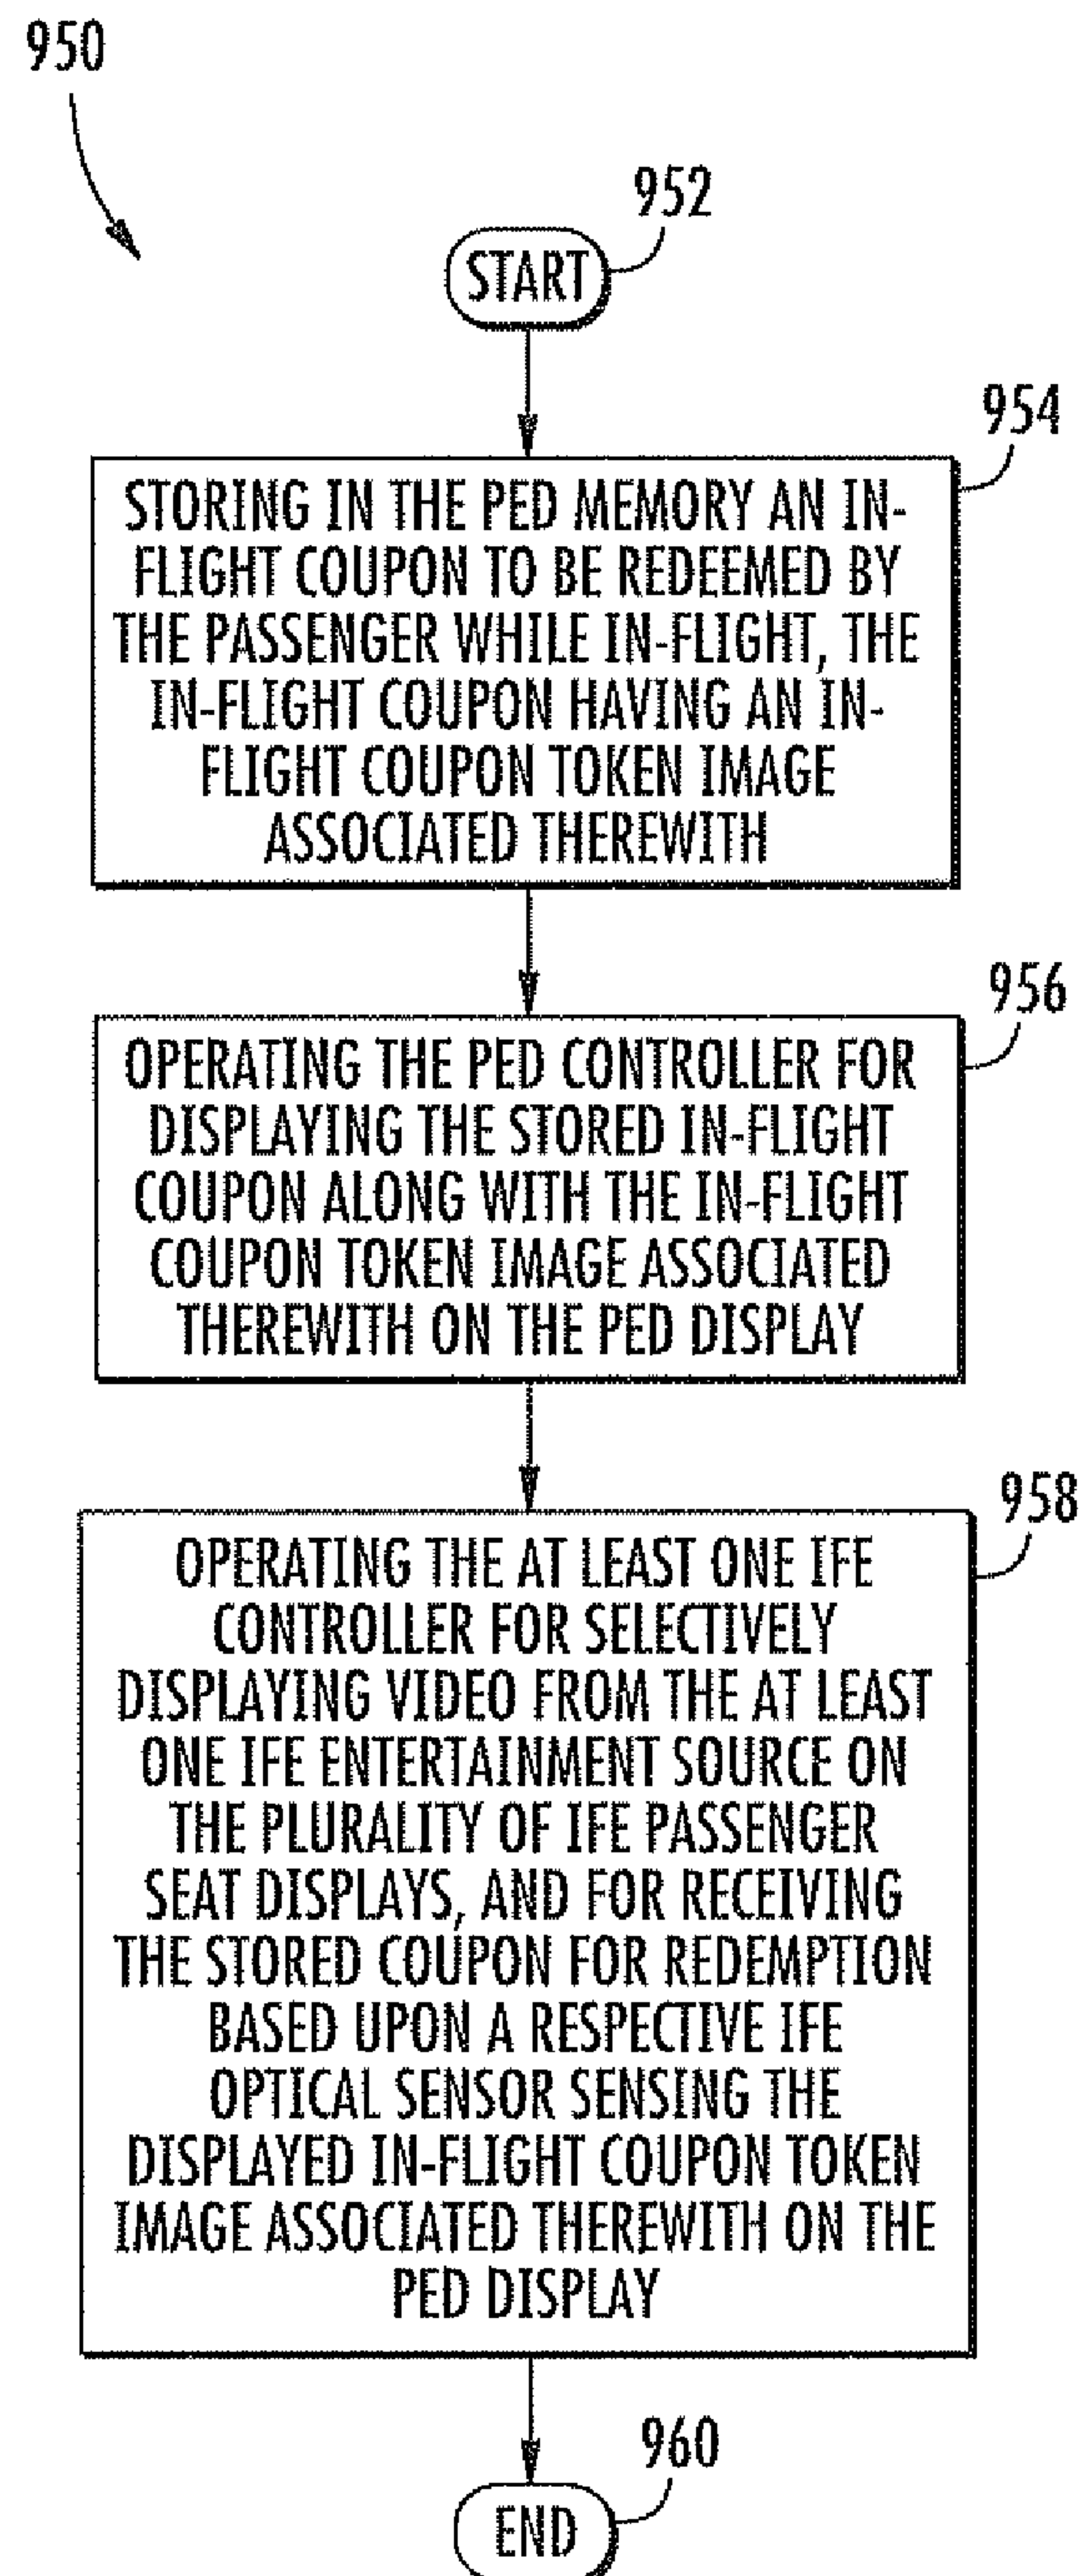 950
952
START
954
STORING IN THE PED MEMORY AN IN-
FLIGHT COUPON TO BE REDEEMED BY
THE PASSENGER WHILE IN-FLIGHT, THE
IN-FLIGHT COUPON HAVING AN IN-
FLIGHT COUPON TOKEN IMAGE
ASSOCIATED THEREWITH
956
OPERATING THE PED CONTROLLER FOR
DISPLAYING THE STORED IN-FLIGHT
COUPON ALONG WITH THE IN-FLIGHT
COUPON TOKEN IMAGE ASSOCIATED
THEREWITH ON THE PED DISPLAY
958
OPERATING THE AT LEAST ONE IFE
CONTROLLER FOR SELECTIVELY
DISPLAYING VIDEO FROM THE AT LEAST
ONE IFE ENTERTAINMENT SOURCE ON
THE PLURALITY OF IFE PASSENGER
SEAT DISPLAYS, AND FOR RECEIVING
THE STORED COUPON FOR REDEMPTION
BASED UPON A RESPECTIVE IFE
OPTICAL SENSOR SENSING THE
DISPLAYED IN-FLIGHT COUPON TOKEN
IMAGE ASSOCIATED THEREWITH ON THE
PED DISPLAY
960
END